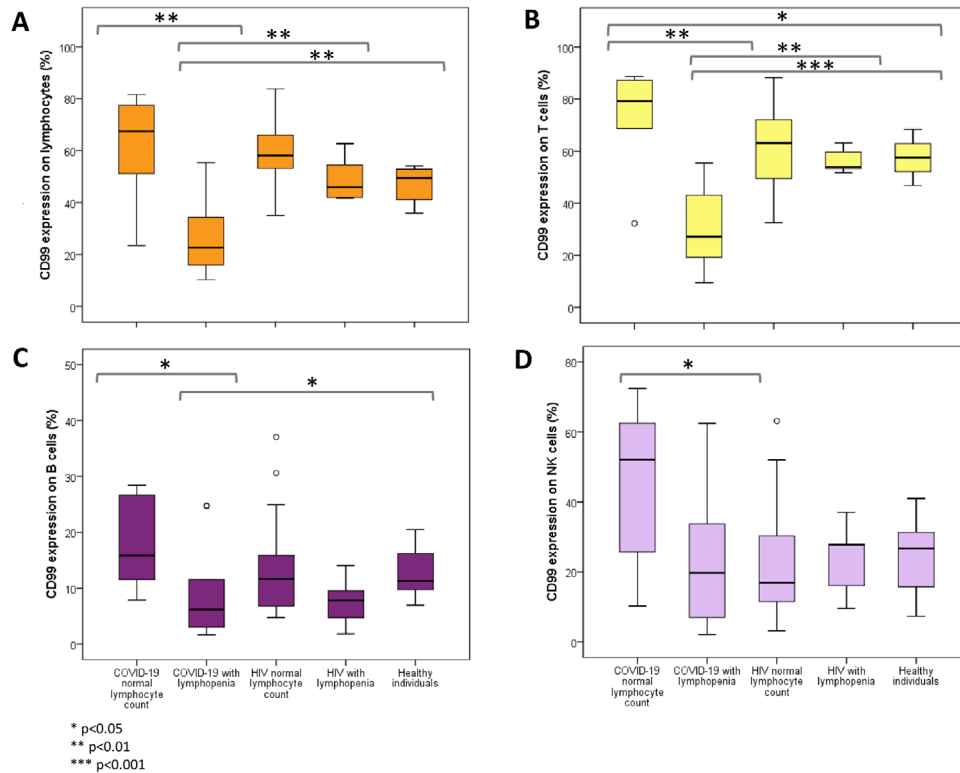 A
**
**
**
CD99 expression on lymphocytes (%)
100
80
60
40
20
0
B
*
**
**
***
CD99 expression on T cells (%)
100
80
60
40
20
0
C
*
*
CD99 expression on B cells (%)
50
40
30
20
10
0
COVID-19
normal
lymphocyte
count
COVID-19 with
lymphopenia
HIV normal
lymphocyte
count
HIV with
lymphopenia
Healthy
individuals
D
*
CD99 expression on NK cells (%)
80
60
40
20
0
COVID-19
normal
lymphocyte
count
COVID-19 with
lymphopenia
HIV normal
lymphocyte
count
HIV with
lymphopenia
Healthy
individuals
* p<0.05
** p<0.01
*** p<0.001